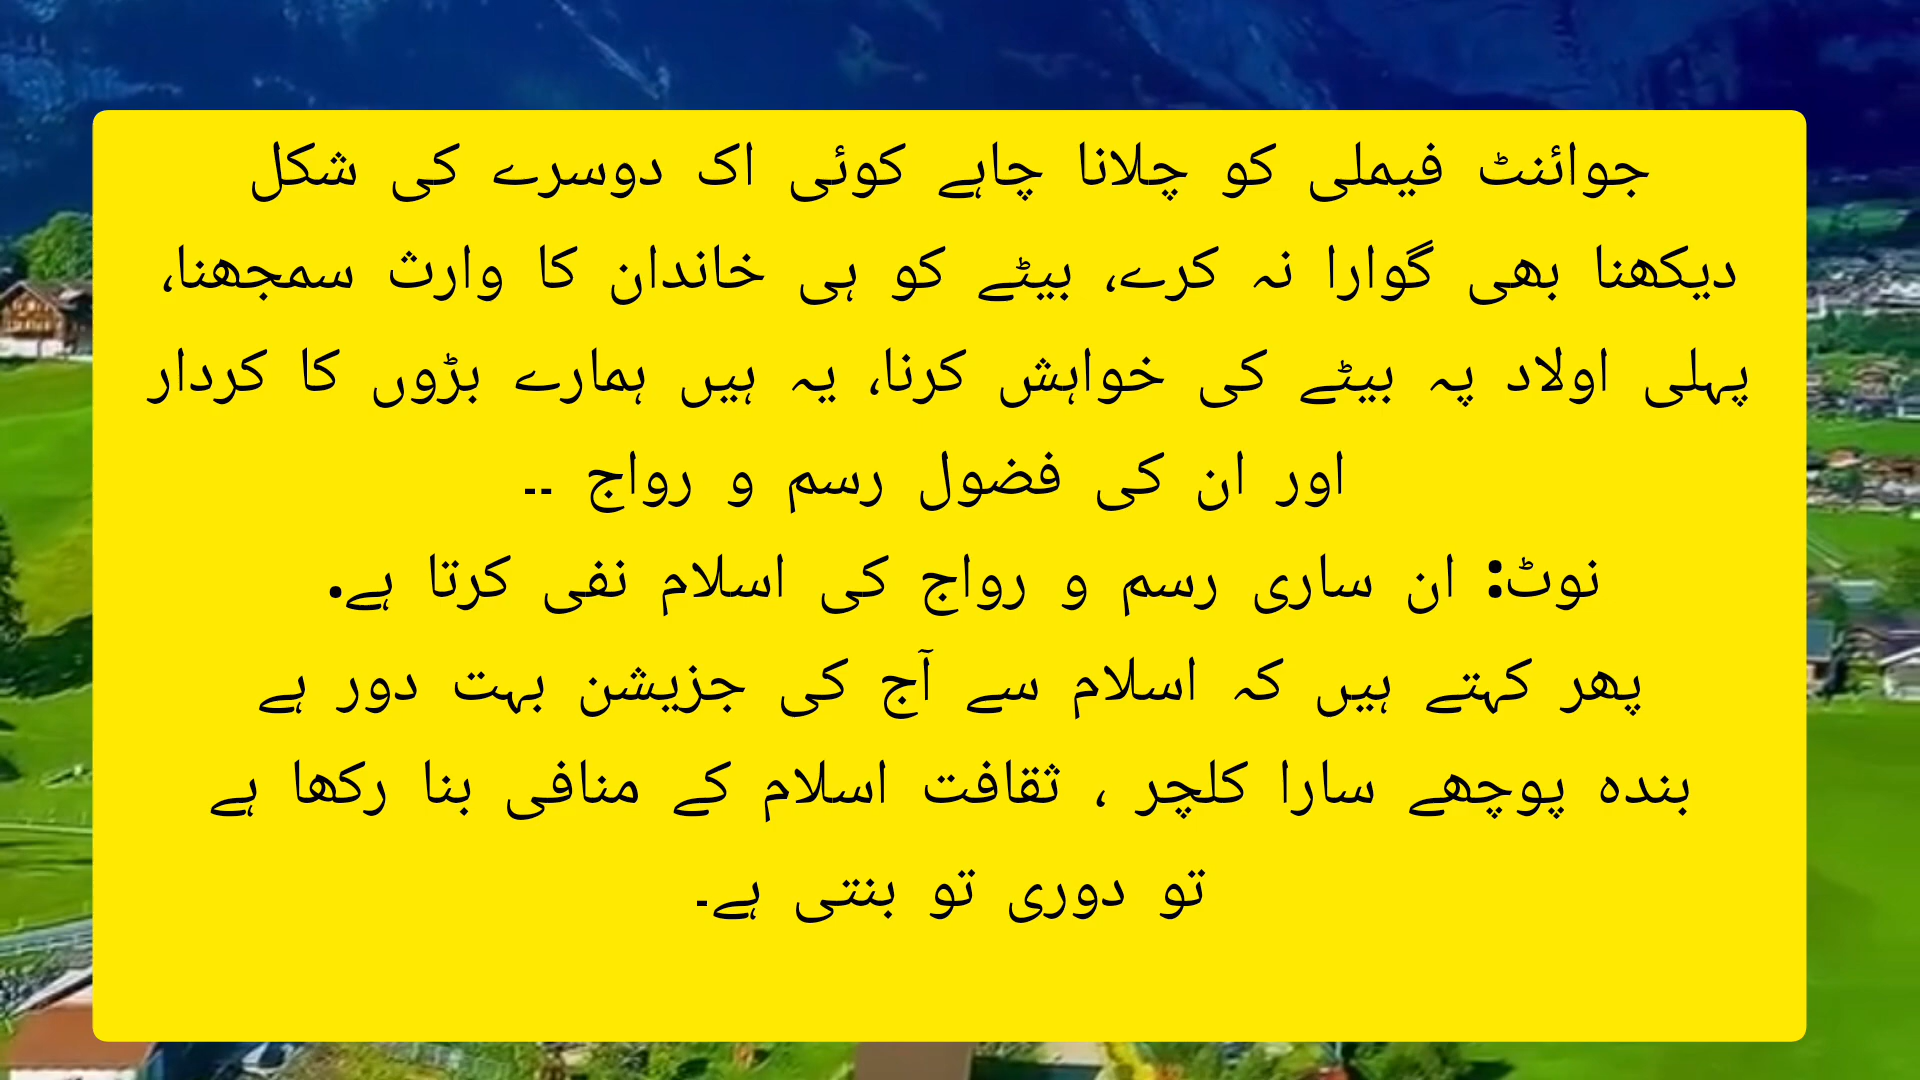 جوائنٹ فیملی کو چلانا چاہے کوئی اک دوسرے کی شکل
دیکھنا بھی گوارا نہ کرے، بیٹے کو ہی خاندان کا وارث سمجھنا،
پہلی اولاد پہ بیٹے کی خواہش کرنا، یہ ہیں ہمارے بڑوں کا کردار
اور ان کی فضول رسم و رواج ۔۔
نوٹ: ان ساری رسم و رواج کی اسلام نفی کرتا ہے.
پھر کہتے ہیں کہ اسلام سے آج کی جزیشن بہت دور ہے
بندہ پوچھے سارا کلچر ، ثقافت اسلام کے منافی بنا رکھا ہے
تو دوری تو بنتی ہے۔